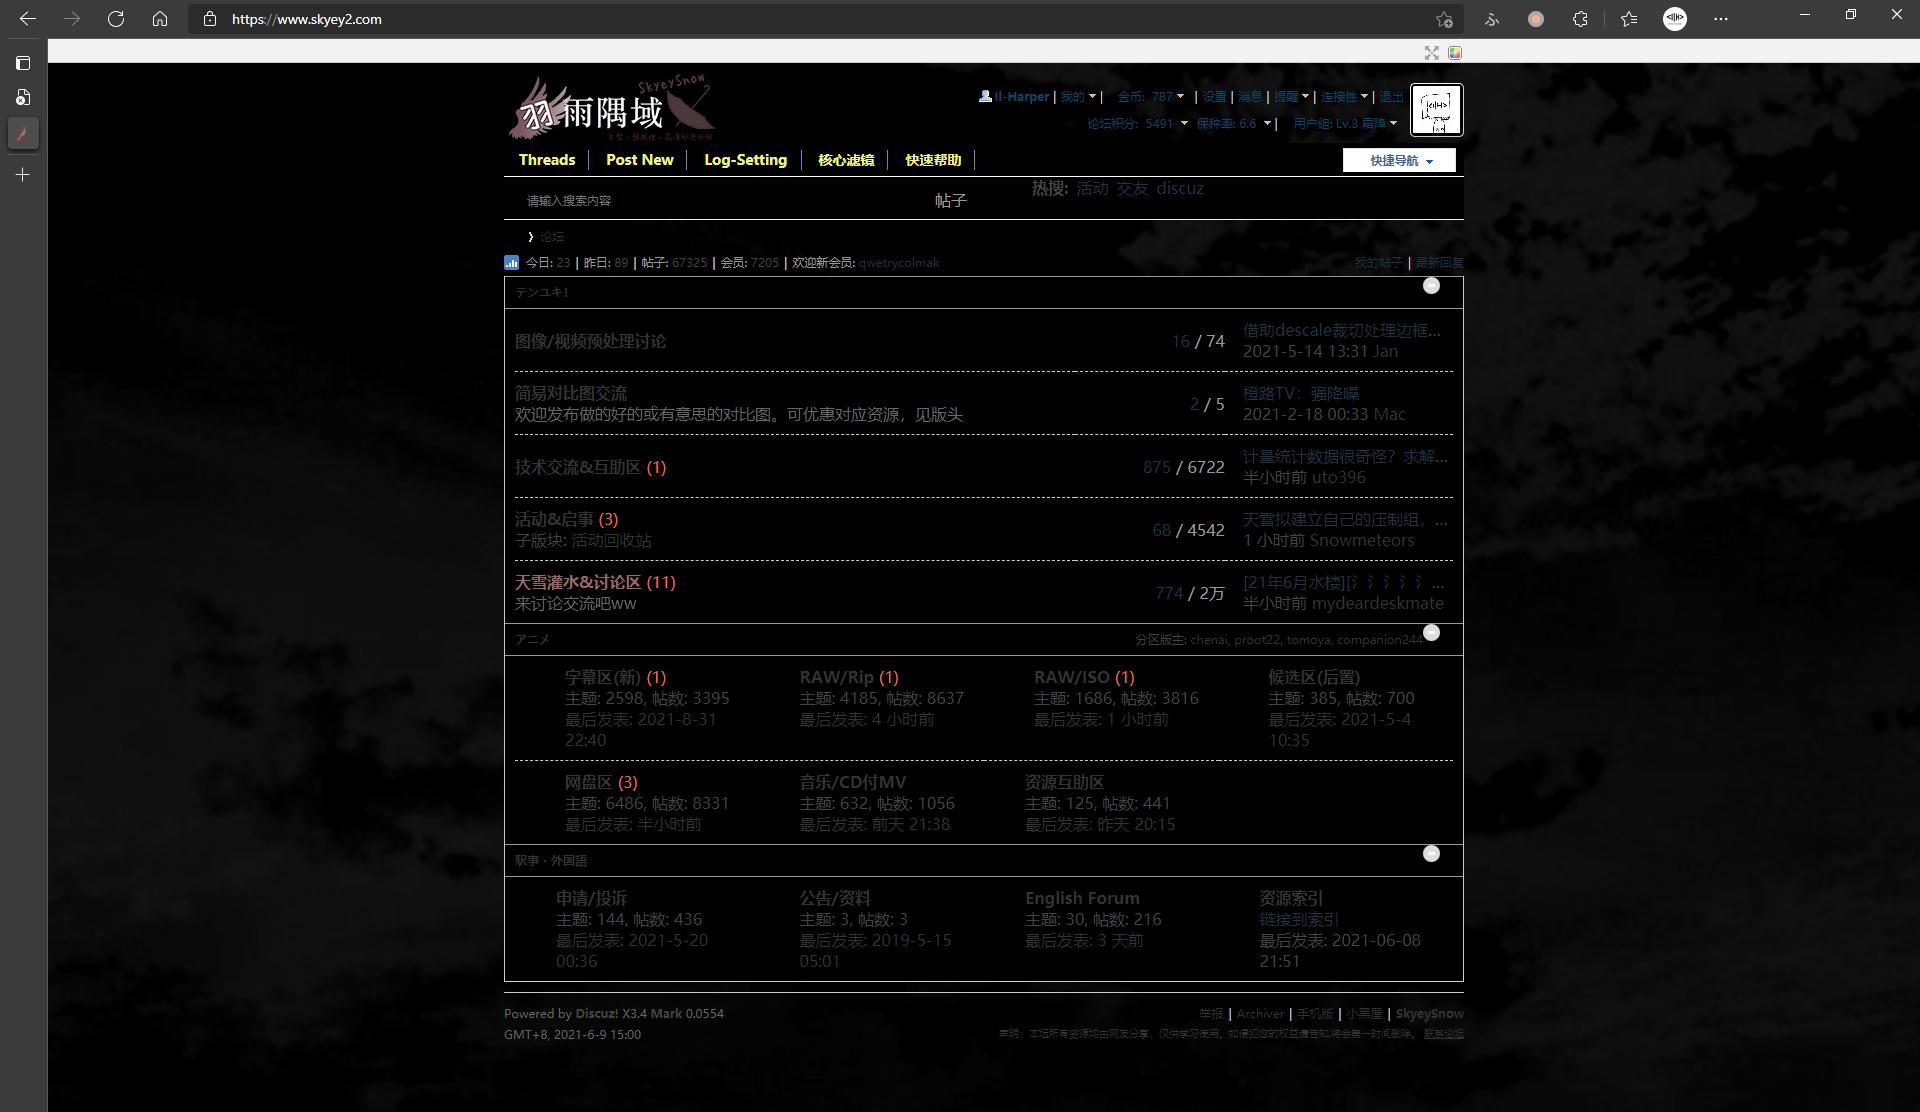 https://www.skyey2.com
SkyeySnow
羽雨隅域
Il-Harper | 我的 | 金币: 787 | 设置 | 消息 | 提醒 | 连接性 | 退出
论坛积分: 5491 保种率: 6.6 | 用户组: Lv.3 霜降
Threads | Post New | Log-Setting | 核心滤镜 | 快速帮助 | 快捷导航
请输入搜索内容 帖子 热搜: 活动 交友 discuz
论坛
今日: 23 | 昨日: 89 | 帖子: 67325 | 会员: 7205 | 欢迎新会员: qwetrycolmak 我的帖子 | 最新回复
テンユキ!
图像/视频预处理讨论 16 / 74 借助descale裁切处理边框...
2021-5-14 13:31 Jan
简易对比图交流 2 / 5 橙路TV：强降噪
欢迎发布做的好的或有意思的对比图。可优惠对应资源，见版头 2021-2-18 00:33 Mac
技术交流&互助区 (1) 875 / 6722 计量统计数据很奇怪？求解...
半小时前 uto396
活动&启事 (3) 68 / 4542 天雪拟建立自己的压制组，...
子版块: 活动回收站 1 小时前 Snowmeteors
天雪灌水&讨论区 (11) 774 / 2万 [21年6月水楼][氵氵氵氵氵...
来讨论交流吧ww 半小时前 mydeardeskmate
アニメ 分区版主: chenai, proot22, tomoya, companion244
字幕区(新) (1) RAW/Rip (1) RAW/ISO (1) 候选区(后置)
主题: 2598, 帖数: 3395 主题: 4185, 帖数: 8637 主题: 1686, 帖数: 3816 主题: 385, 帖数: 700
最后发表: 2021-8-31 最后发表: 4 小时前 最后发表: 1 小时前 最后发表: 2021-5-4
22:40 10:35
网盘区 (3) 音乐/CD付MV 资源互助区
主题: 6486, 帖数: 8331 主题: 632, 帖数: 1056 主题: 125, 帖数: 441
最后发表: 半小时前 最后发表: 前天 21:38 最后发表: 昨天 20:15
駅事・外国語
申请/投诉 公告/资料 English Forum 资源索引
主题: 144, 帖数: 436 主题: 3, 帖数: 3 主题: 30, 帖数: 216 链接到索引
最后发表: 2021-5-20 最后发表: 2019-5-15 最后发表: 3 天前 最后发表: 2021-06-08
00:36 05:01 21:51
Powered by Discuz! X3.4 Mark 0.0554 举报 | Archiver | 手机版 | 小黑屋 | SkyeySnow
GMT+8, 2021-6-9 15:00 声明：本坛所有资源均由网友分享，仅供学习使用。如侵犯您的权益请告知,将会第一时间删除。 联系论坛